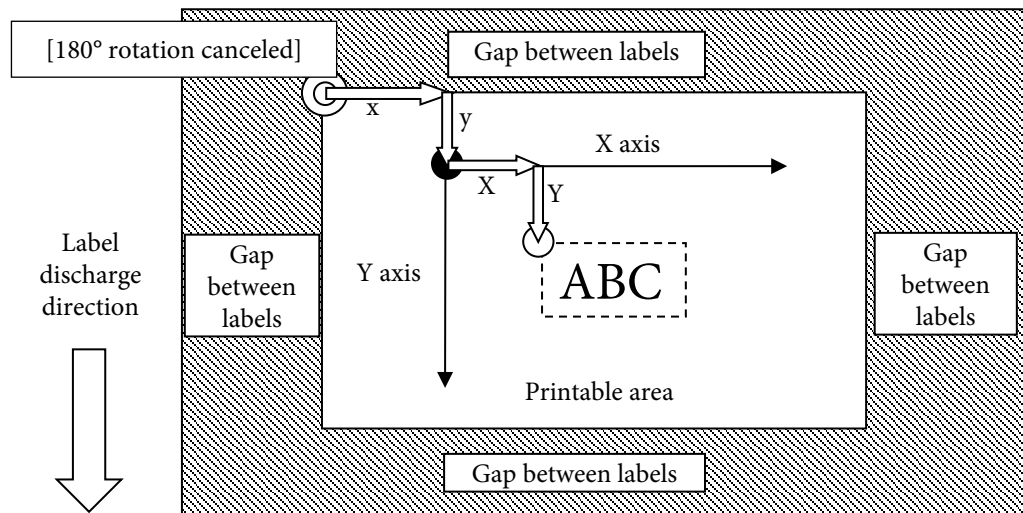 [180° rotation canceled]
Gap between labels
x
y
X axis
X
Y
Label
discharge
direction
Gap
between
labels
Y axis
ABC
Gap
between
labels
Printable area
Gap between labels